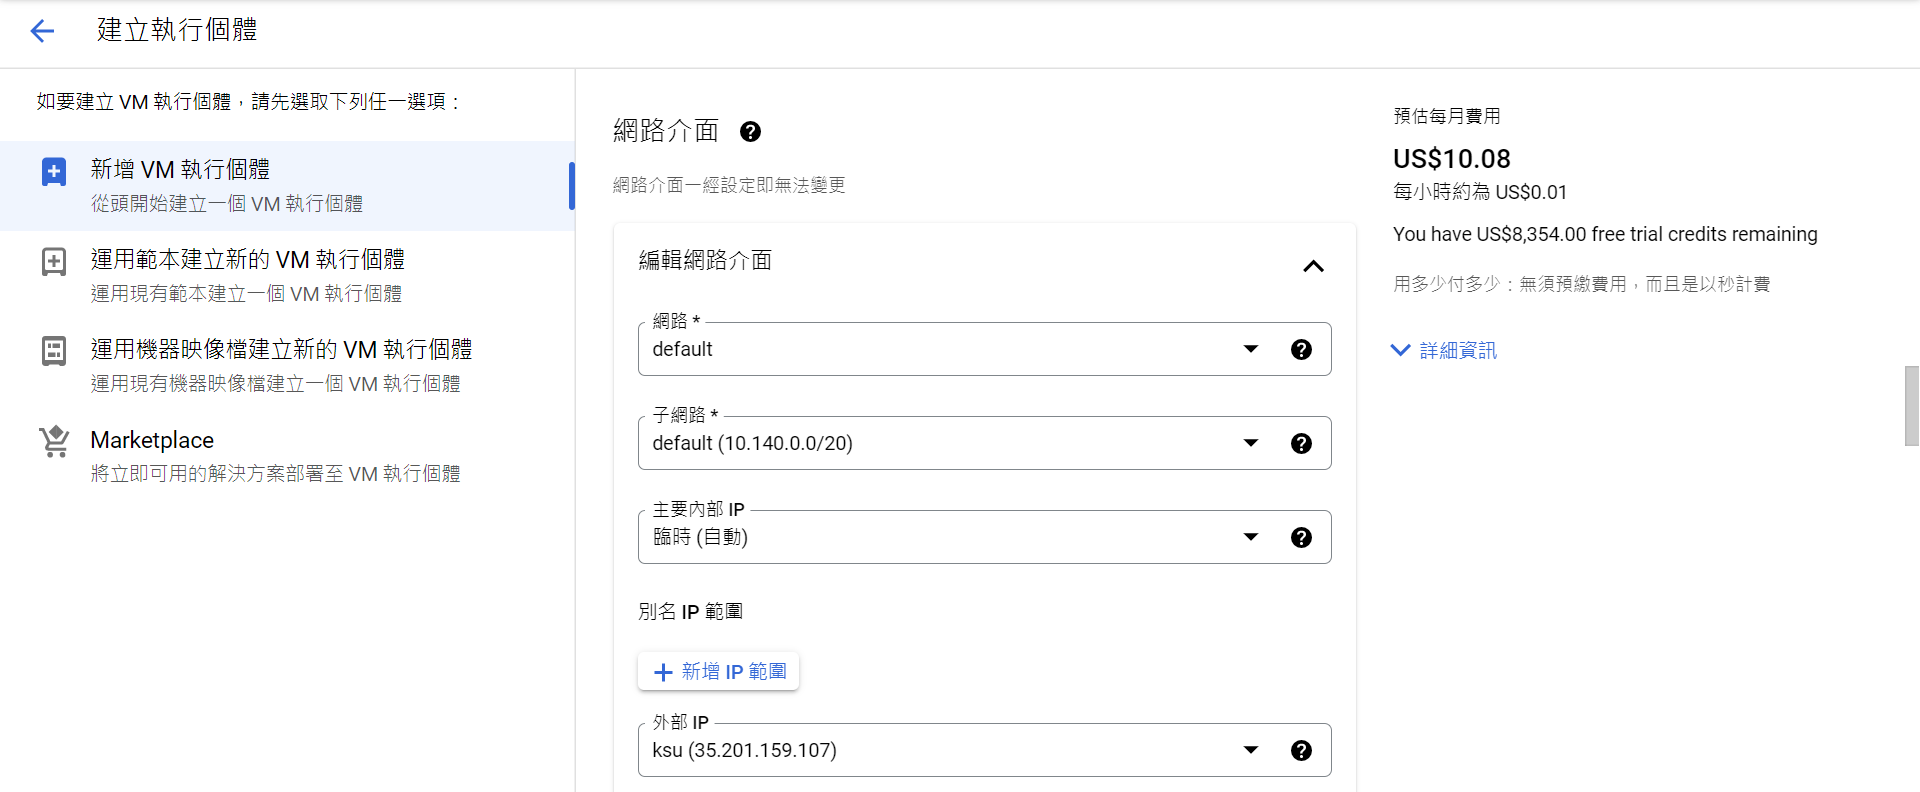 建立執行個體
如要建立 VM 執行個體，請先選取下列任一選項：
新增 VM 執行個體
從頭開始建立一個 VM 執行個體
運用範本建立新的 VM 執行個體
運用現有範本建立一個 VM 執行個體
運用機器映像檔建立新的 VM 執行個體
運用現有機器映像檔建立一個 VM 執行個體
Marketplace
將立即可用的解決方案部署至 VM 執行個體
網路介面
網路介面一經設定即無法變更
編輯網路介面
網路 *
default
子網路 *
default (10.140.0.0/20)
主要內部 IP
臨時 (自動)
別名 IP 範圍
新增 IP 範圍
外部 IP
ksu (35.201.159.107)
預估每月費用
US$10.08
每小時約為 US$0.01
You have US$8,354.00 free trial credits remaining
用多少付多少：無須預繳費用，而且是以秒計費
詳細資訊